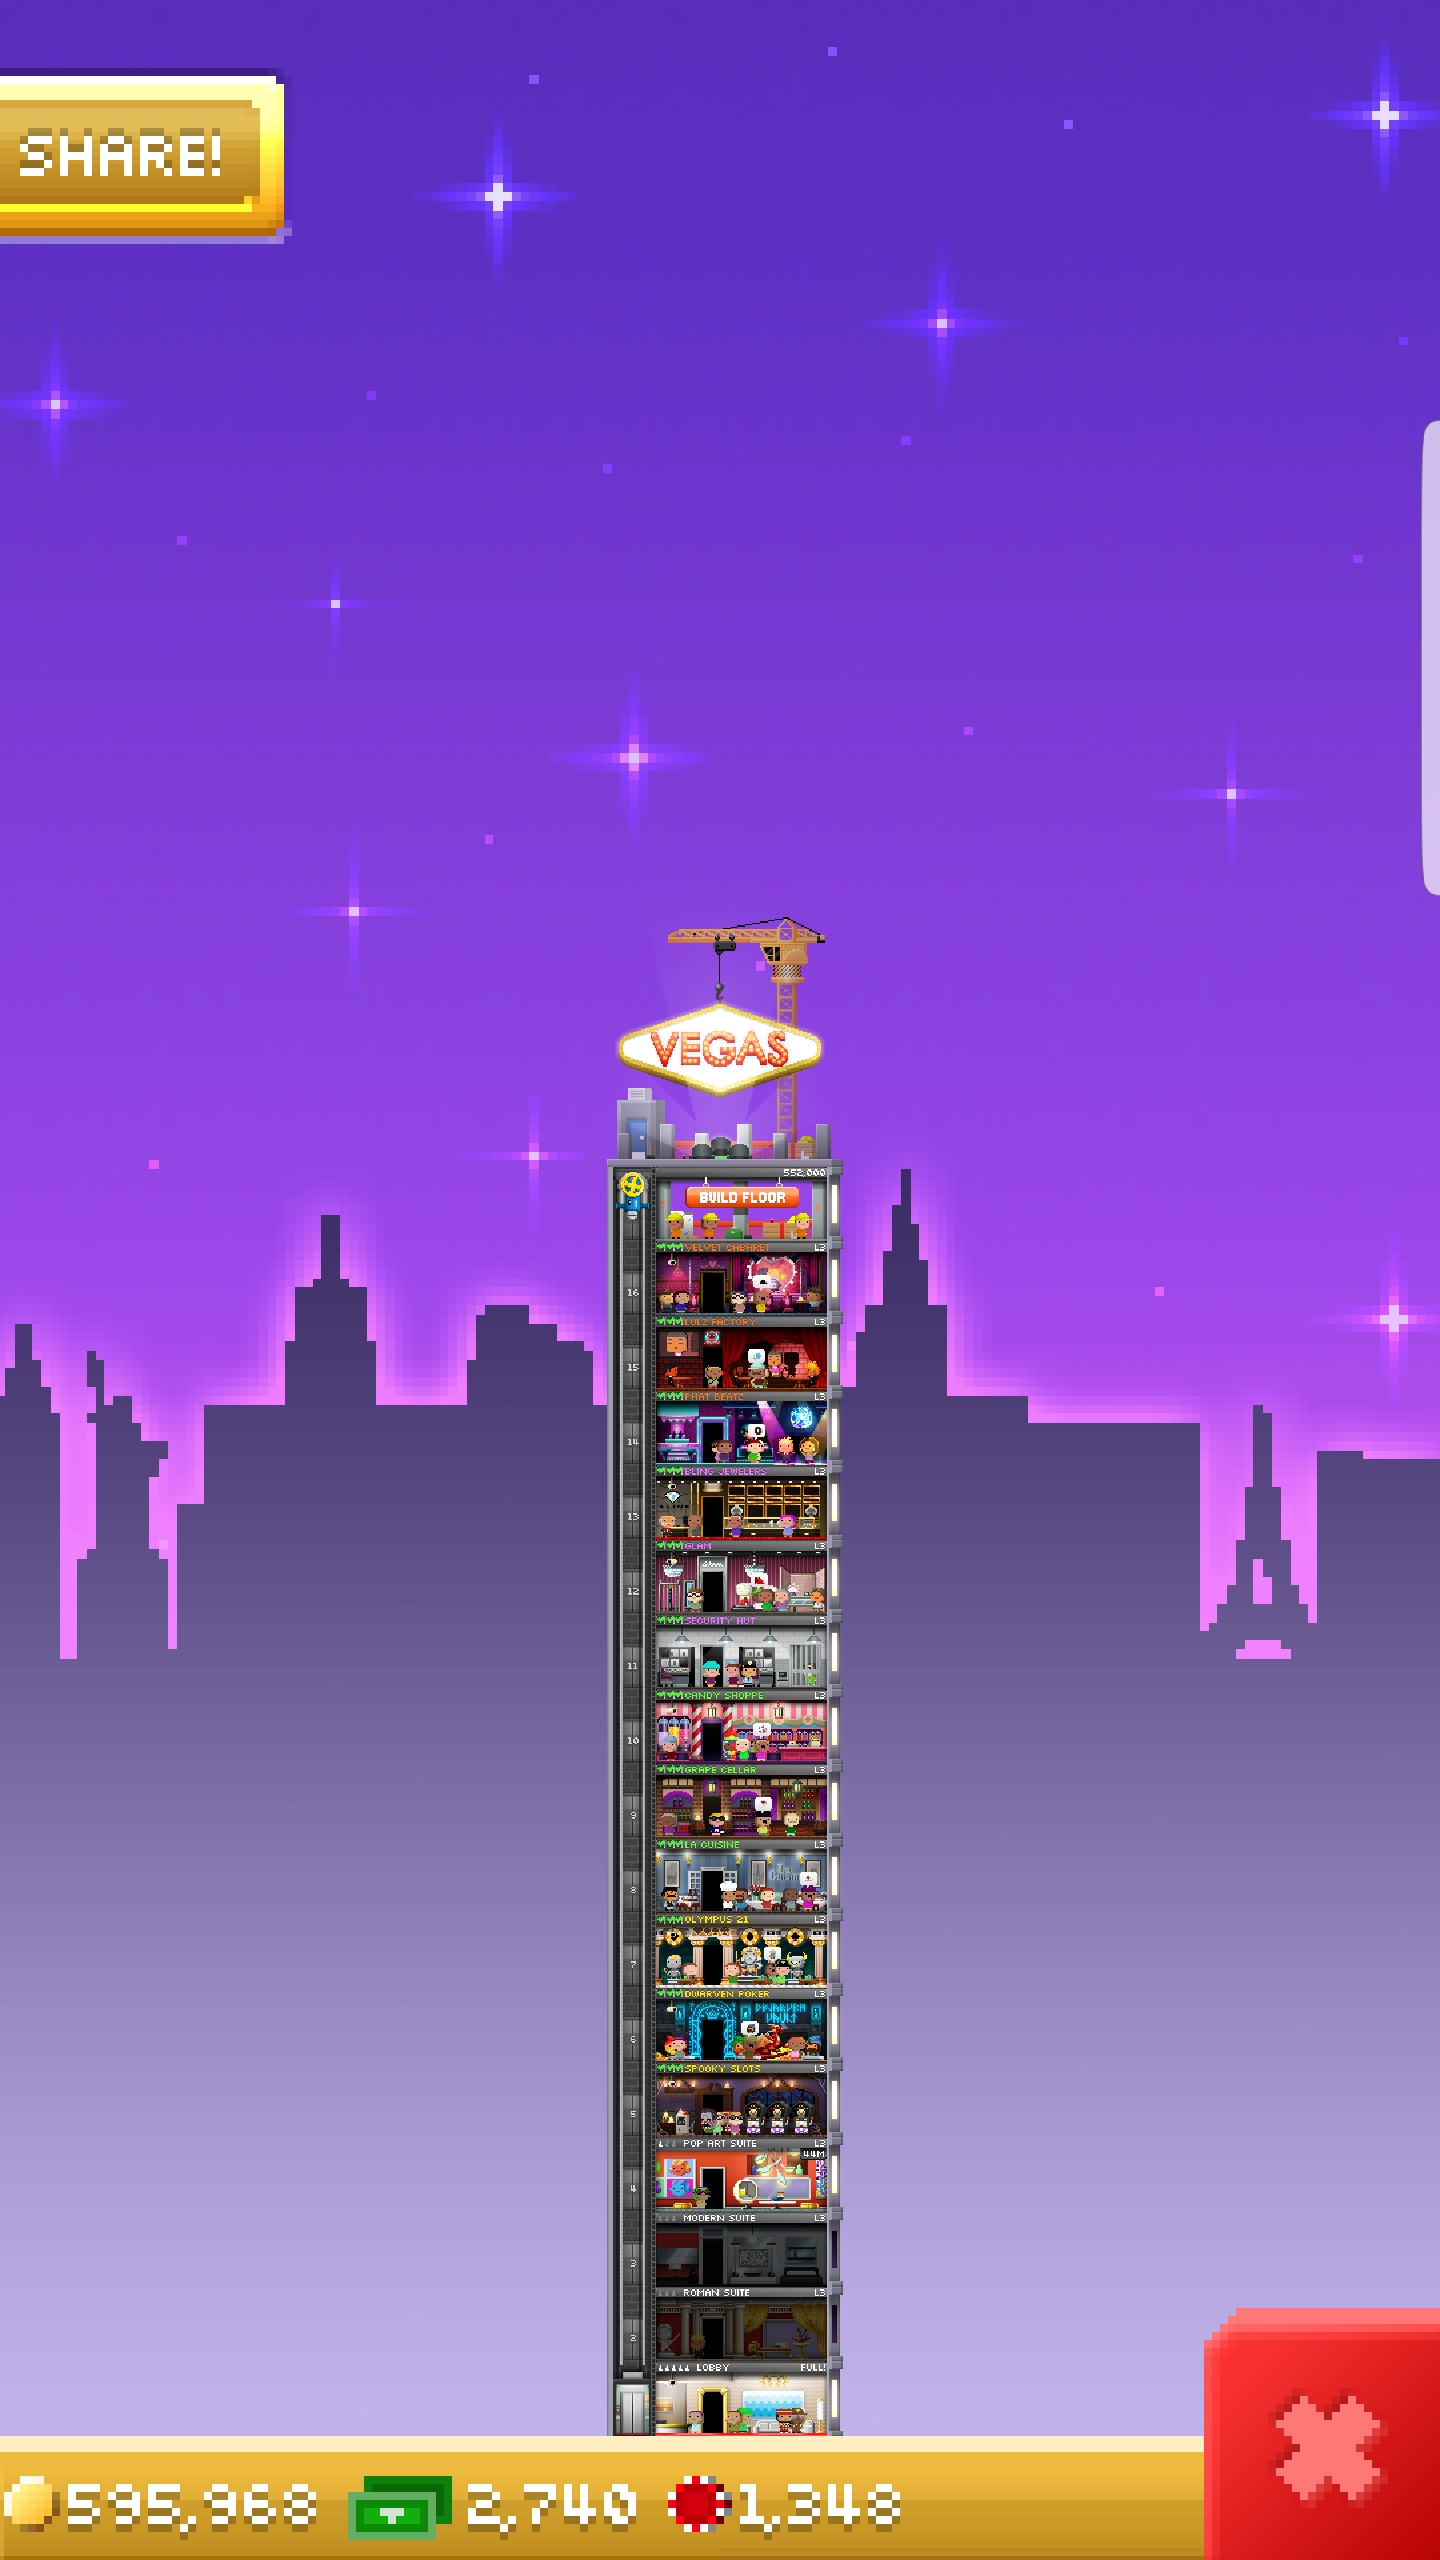 SHARE!
VEGAS
552,000
BUILD FLOOR
VELVET CABARET L3
16
LULZ FACTORY L3
15
PHAT BEATZ L3
14
BLING JEWELERS L3
13
GLAM L3
12
SECURITY HUT L3
11
CANDY SHOPPE L3
10
GRAPE CELLAR L3
9
LA CUISINE L3
8
OLYMPUS 21 L3
7
DWARVEN POKER L3
DWARVEN VAULT
6
SPOOKY SLOTS L3
5
POP ART SUITE L3
44M
4
MODERN SUITE L3
3
ROMAN SUITE L3
2
LOBBY FULL!
595,968 2,740 1,348